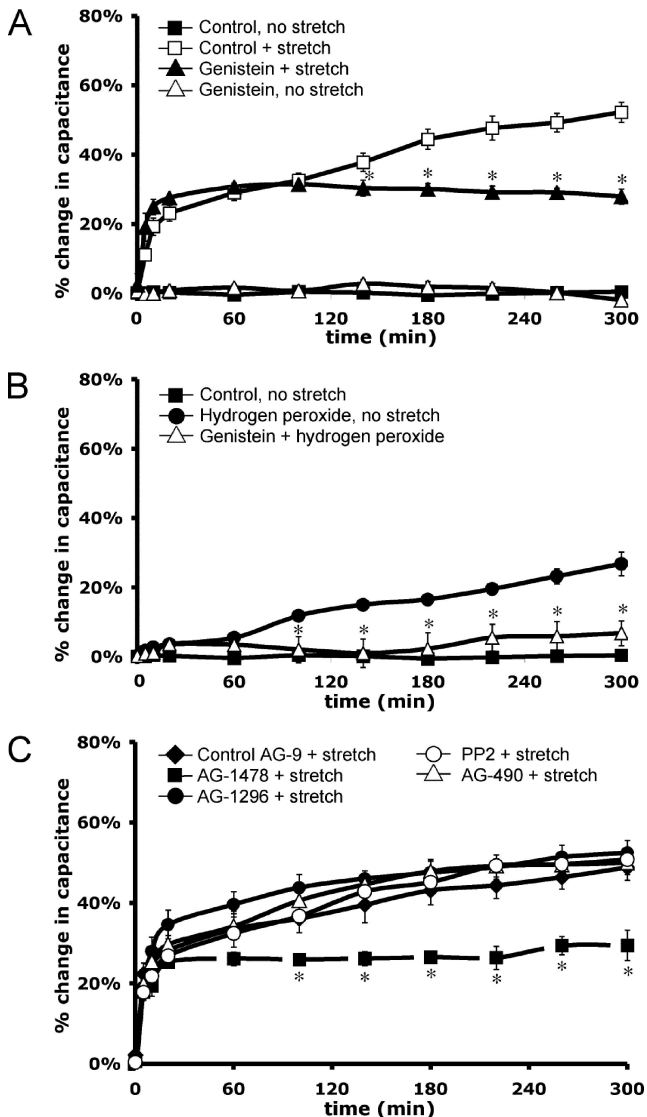 A
80%
60%
40%
20%
0%
% change in capacitance
Control, no stretch
Control + stretch
Genistein + stretch
Genistein, no stretch
* * * * *
0 60 120 180 240 300
time (min)
B
80%
60%
40%
20%
0%
% change in capacitance
Control, no stretch
Hydrogen peroxide, no stretch
Genistein + hydrogen peroxide
* * * * * *
0 60 120 180 240 300
time (min)
C
80%
60%
40%
20%
0%
% change in capacitance
Control AG-9 + stretch
AG-1478 + stretch
AG-1296 + stretch
PP2 + stretch
AG-490 + stretch
* * * * * *
0 60 120 180 240 300
time (min)